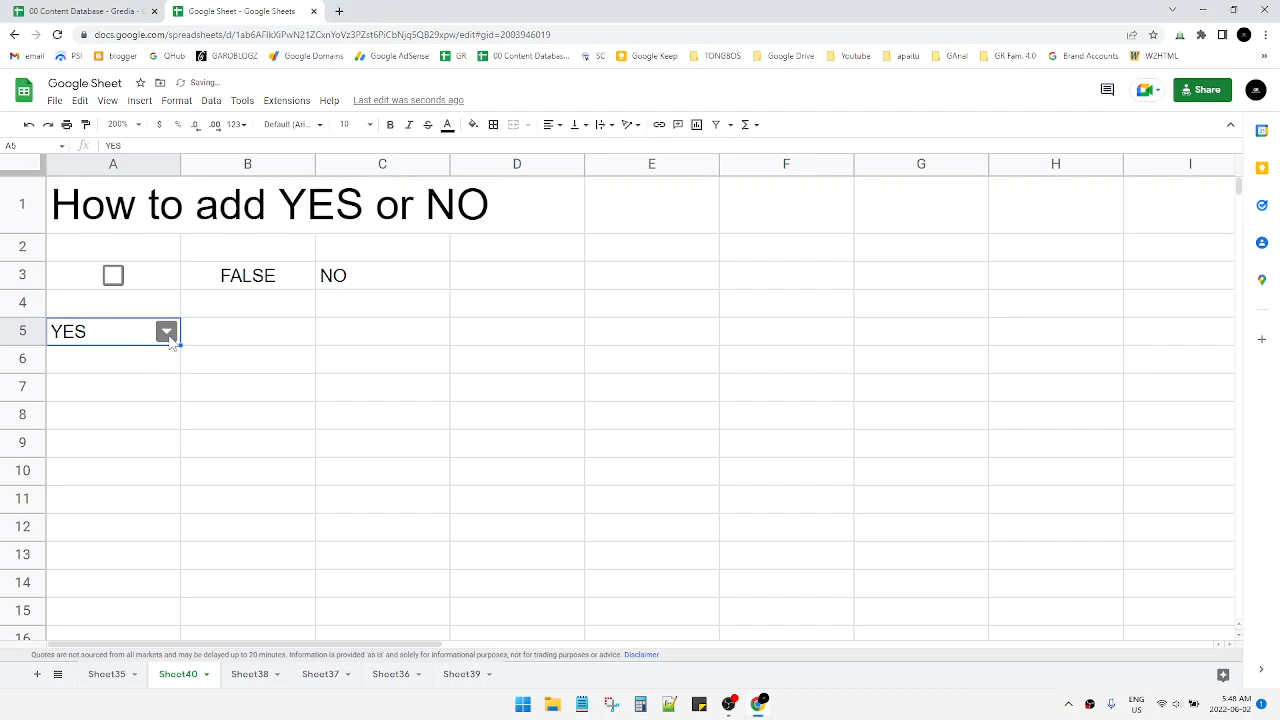 00 Content Database - Gredia - G
Google Sheet - Google Sheets
docs.google.com/spreadsheets/d/1ab6AFlkXiPwN21ZCxnYoVz3PZst6PiCbNjq5QB29xpw/edit#gid=2003946019
email PSI blogger QHub GAROBLOGZ Google Domains Google AdSense GR 00 Content Databas... SC Google Keep TONGBOS Google Drive Youtube apaitu GAnal GR Fam. 4.0 Brand Accounts W2HTML
Google Sheet Saving...
File Edit View Insert Format Data Tools Extensions Help Last edit was seconds ago
Share
200% $ % .0 .00 123 Default (Ari... 10 B I S A
A5 fx YES
A B C D E F G H I
1 How to add YES or NO
2
3 FALSE NO
4
5 YES
6
7
8
9
10
11
12
13
14
15
16
Quotes are not sourced from all markets and may be delayed up to 20 minutes. Information is provided 'as is' and solely for informational purposes, not for trading purposes or advice. Disclaimer
Sheet35 Sheet40 Sheet38 Sheet37 Sheet36 Sheet39
ENG
US
5:48 AM
2022-06-02
1